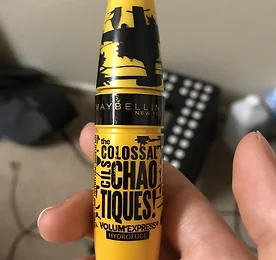 MAYBELLINE
NEW YORK
the
COLOSSAL
CILS
CHAO
TIQUES!
VOLUM' EXPRESS
HYDROFUGE